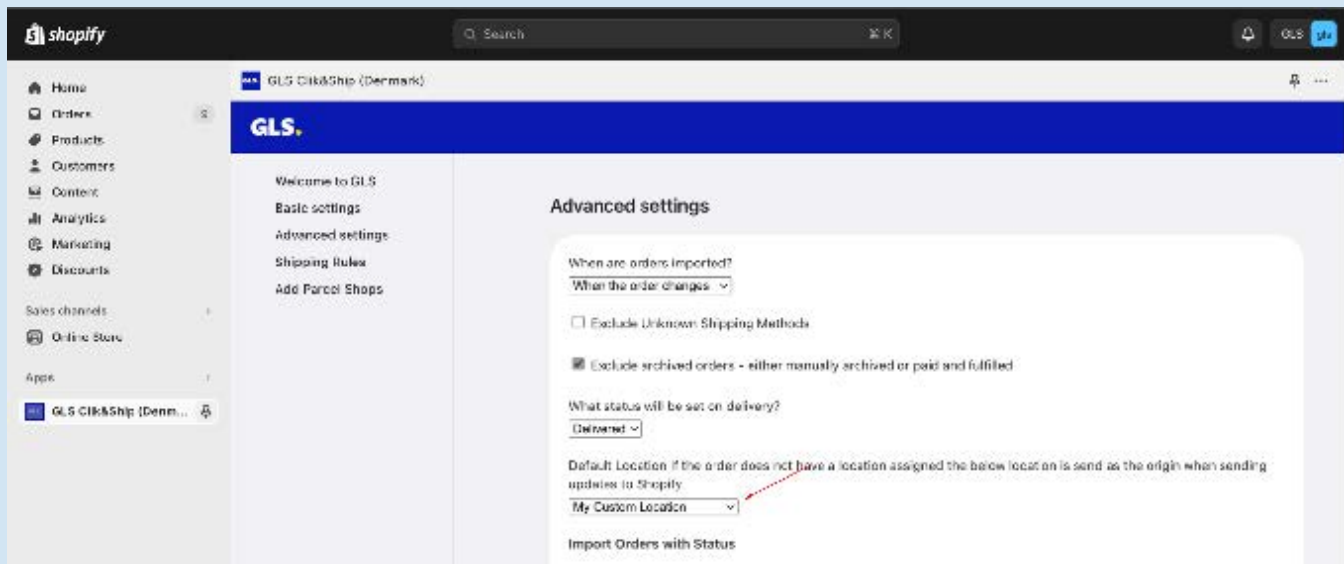 shopify
Search
⌘ K
GLS
gls
Home
Orders
Products
Customers
Content
Analytics
Marketing
Discounts
Sales channels
Online Store
Apps
GLS Clik&Ship (Denm...
GLS Clik&Ship (Denmark)
GLS.
Welcome to GLS
Basic settings
Advanced settings
Shipping Rules
Add Parcel Shops
Advanced settings
When are orders imported?
When the order changes
Exclude Unknown Shipping Methods
Exclude archived orders - either manually archived or paid and fulfilled
What status will be set on delivery?
Delivered
Default Location if the order does not have a location assigned the below location is send as the origin when sending
updates to Shopify
My Custom Location
Import Orders with Status